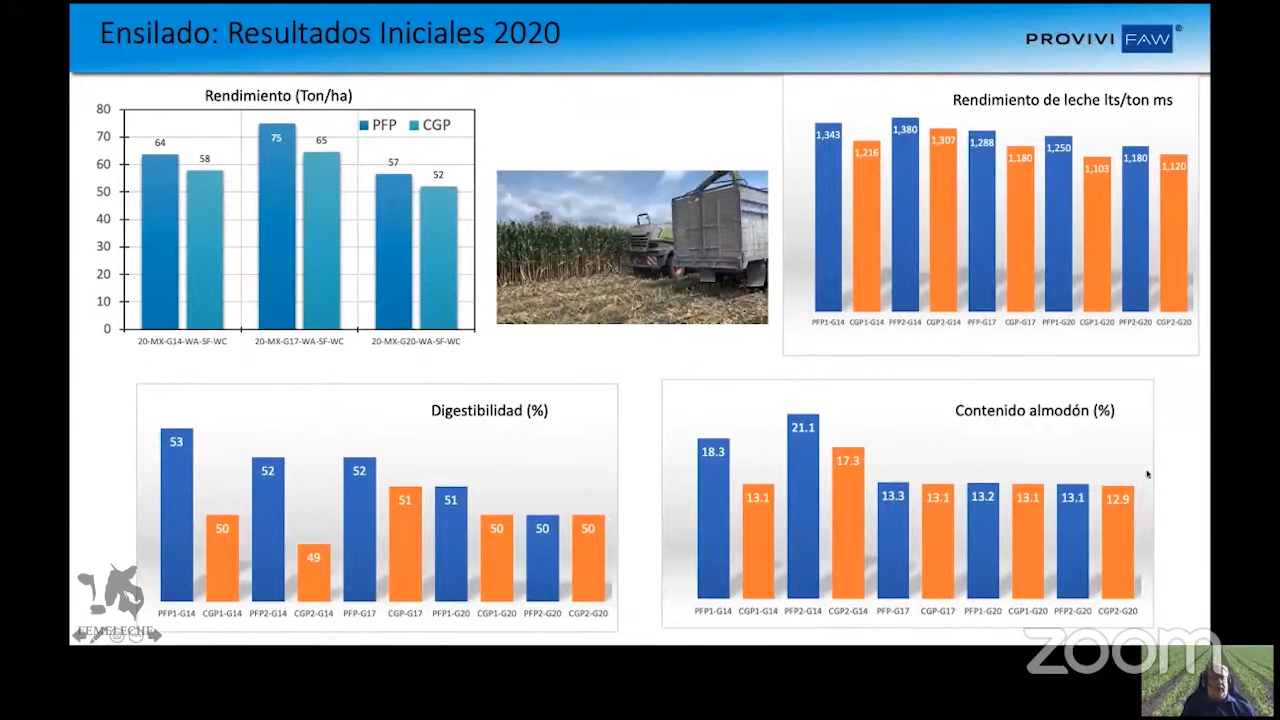 Ensilado: Resultados Iniciales 2020
PROVIVI FAW®
Rendimiento (Ton/ha)
PFP CGP
80
70
60
50
40
30
20
10
0
64 58 75 65 57 52
20-MX-G14-WA-SF-WC 20-MX-G17-WA-SF-WC 20-MX-G20-WA-SF-WC
Rendimiento de leche lts/ton ms
1,343 1,216 1,380 1,307 1,288 1,180 1,250 1,103 1,180 1,120
PFP1-G14 CGP1-G14 PFP2-G14 CGP2-G14 PFP-G17 CGP-G17 PFP1-G20 CGP1-G20 PFP2-G20 CGP2-G20
Digestibilidad (%)
53 50 52 49 52 51 51 50 50 50
PFP1-G14 CGP1-G14 PFP2-G14 CGP2-G14 PFP-G17 CGP-G17 PFP1-G20 CGP1-G20 PFP2-G20 CGP2-G20
Contenido almodón (%)
18.3 13.1 21.1 17.3 13.3 13.1 13.2 13.1 13.1 12.9
PFP1-G14 CGP1-G14 PFP2-G14 CGP2-G14 PFP-G17 CGP-G17 PFP1-G20 CGP1-G20 PFP2-G20 CGP2-G20
FEMELECHE
zoom